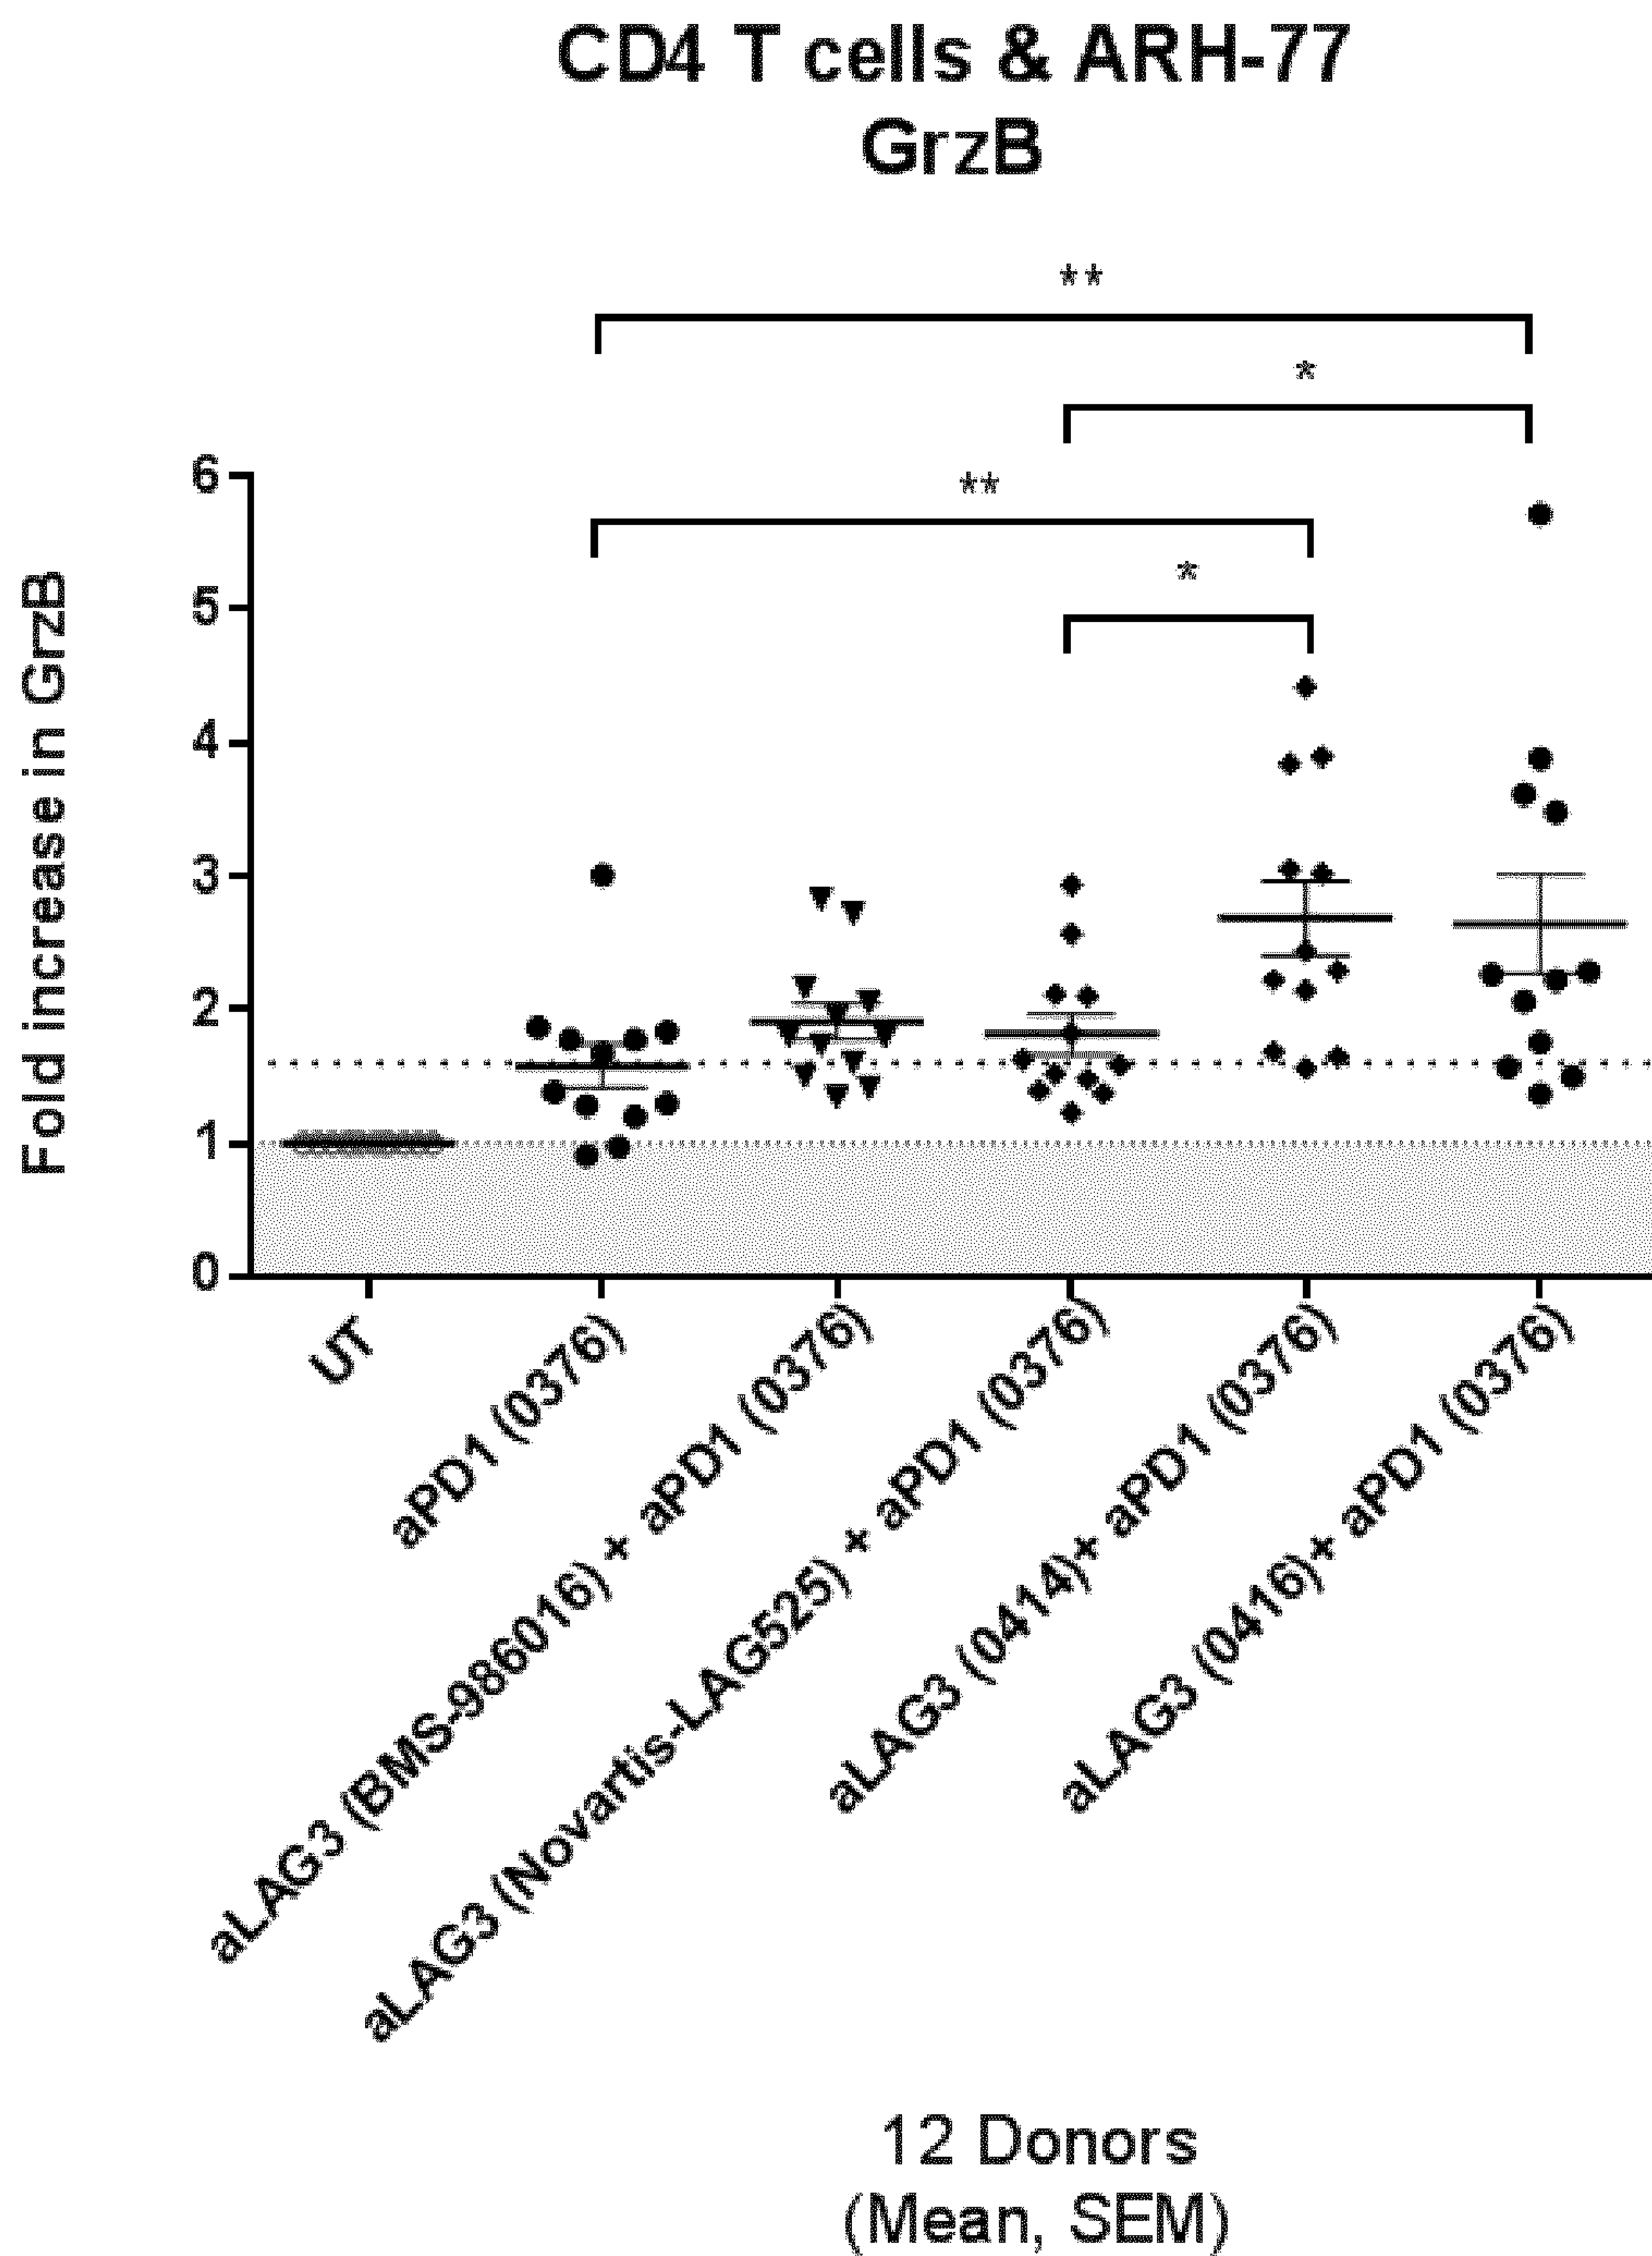 CD4 T cells & ARH-77
GrzB
**
*
**
*
Fold increase in GrzB
6
5
4
3
2
1
0
UT
aPD1 (0376)
aLAG3 (BMS-986016) + aPD1 (0376)
aLAG3 (Novartis-LAG525) + aPD1 (0376)
aLAG3 (0414)+ aPD1 (0376)
aLAG3 (0416)+ aPD1 (0376)
12 Donors
(Mean, SEM)